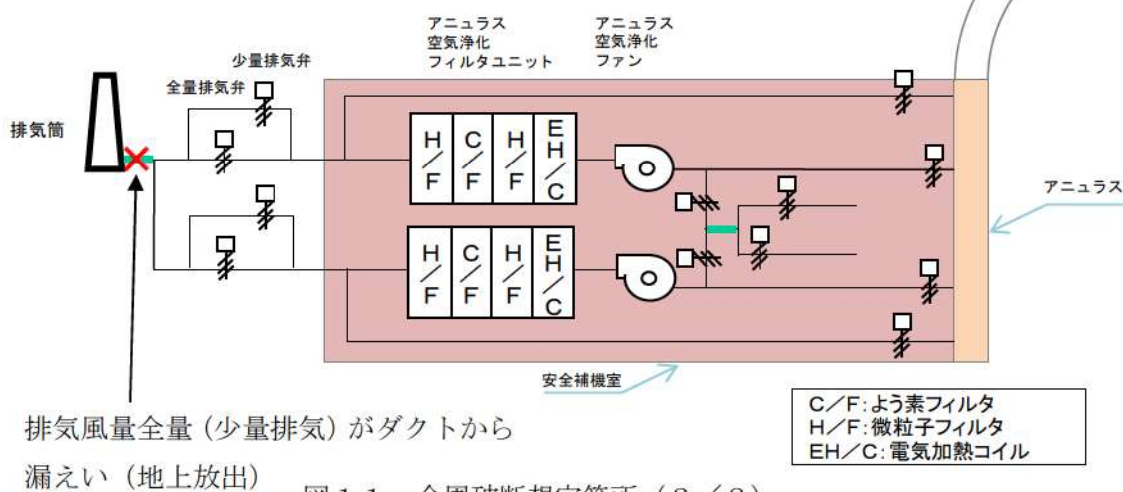 アニュラス
空気浄化
フィルタユニット
アニュラス
空気浄化
ファン
少量排気弁
全量排気弁
排気筒
H/F
C/F
H/F
EH/C
H/F
C/F
H/F
EH/C
アニュラス
安全補機室
C/F:よう素フィルタ
H/F:微粒子フィルタ
EH/C:電気加熱コイル
排気風量全量(少量排気)がダクトから
漏えい(地上放出)